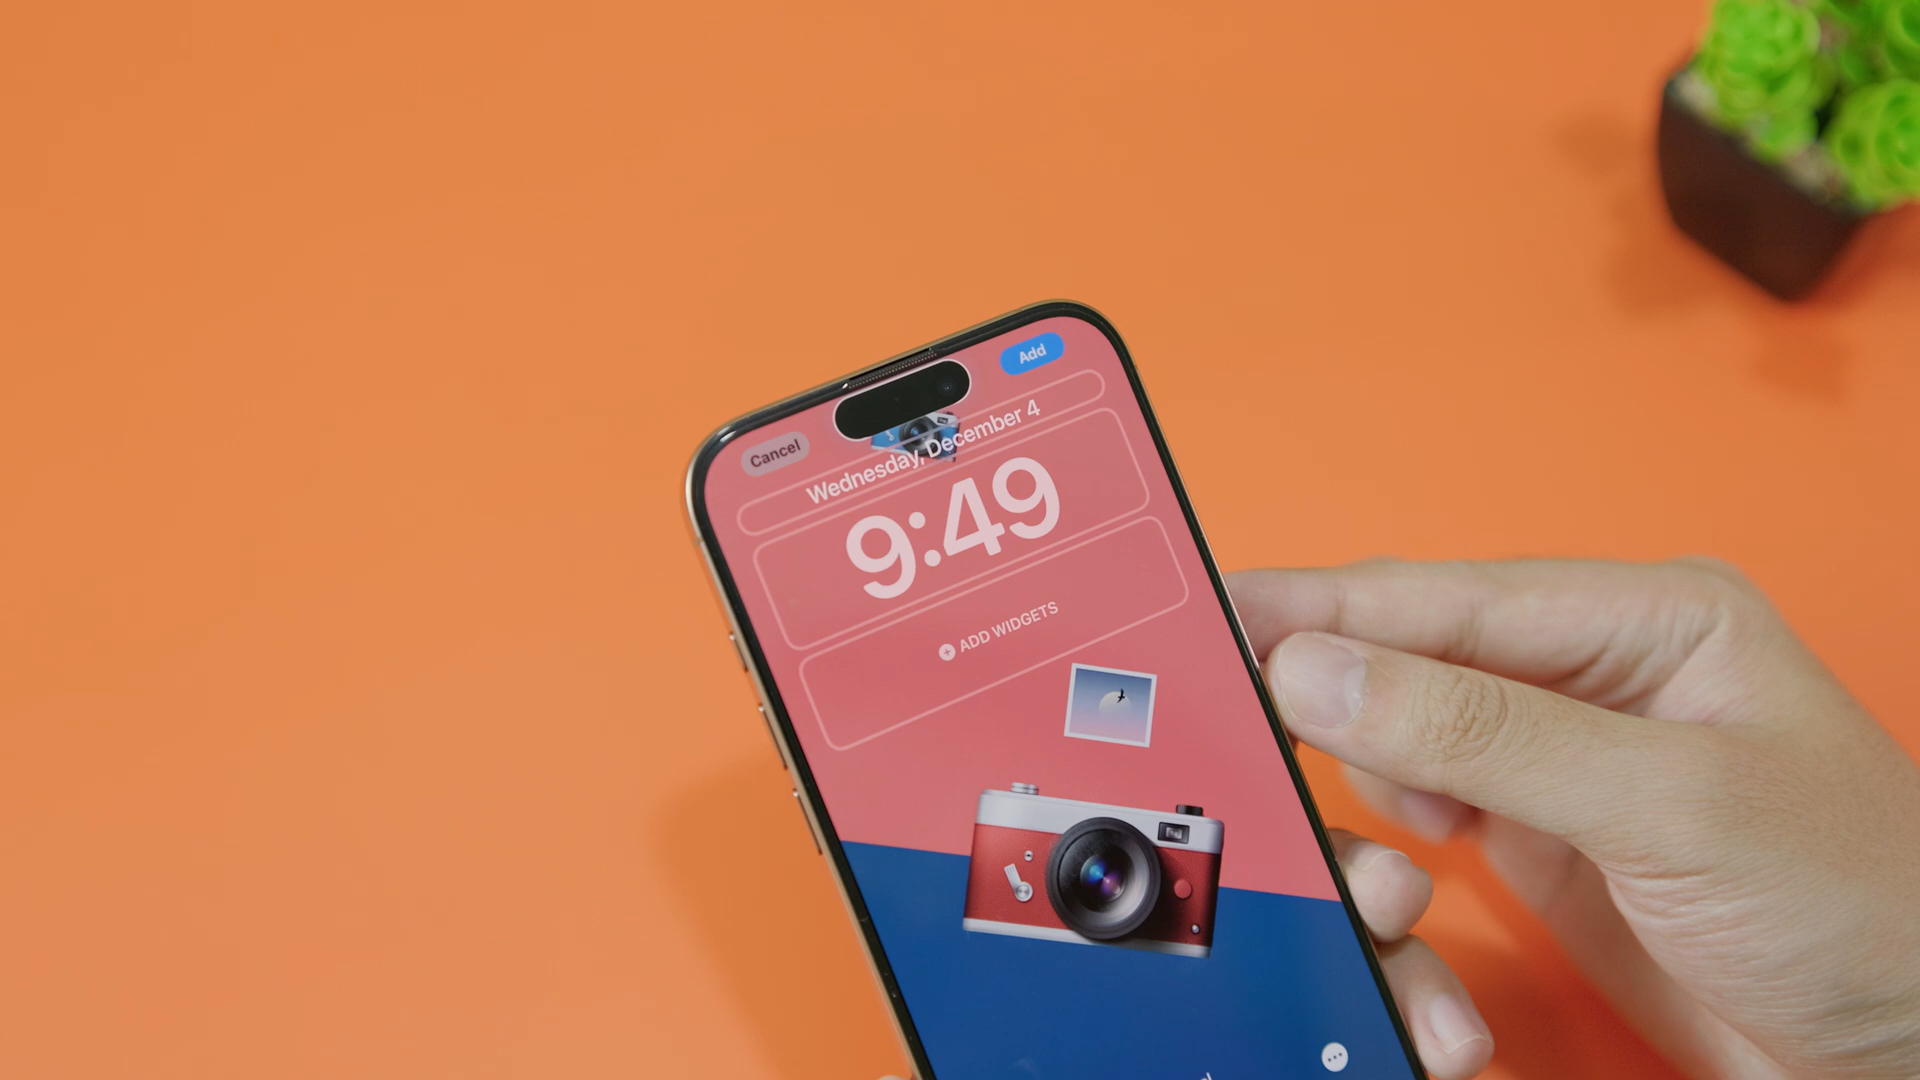 Cancel
Add
Wednesday, December 4
9:49
ADD WIDGETS